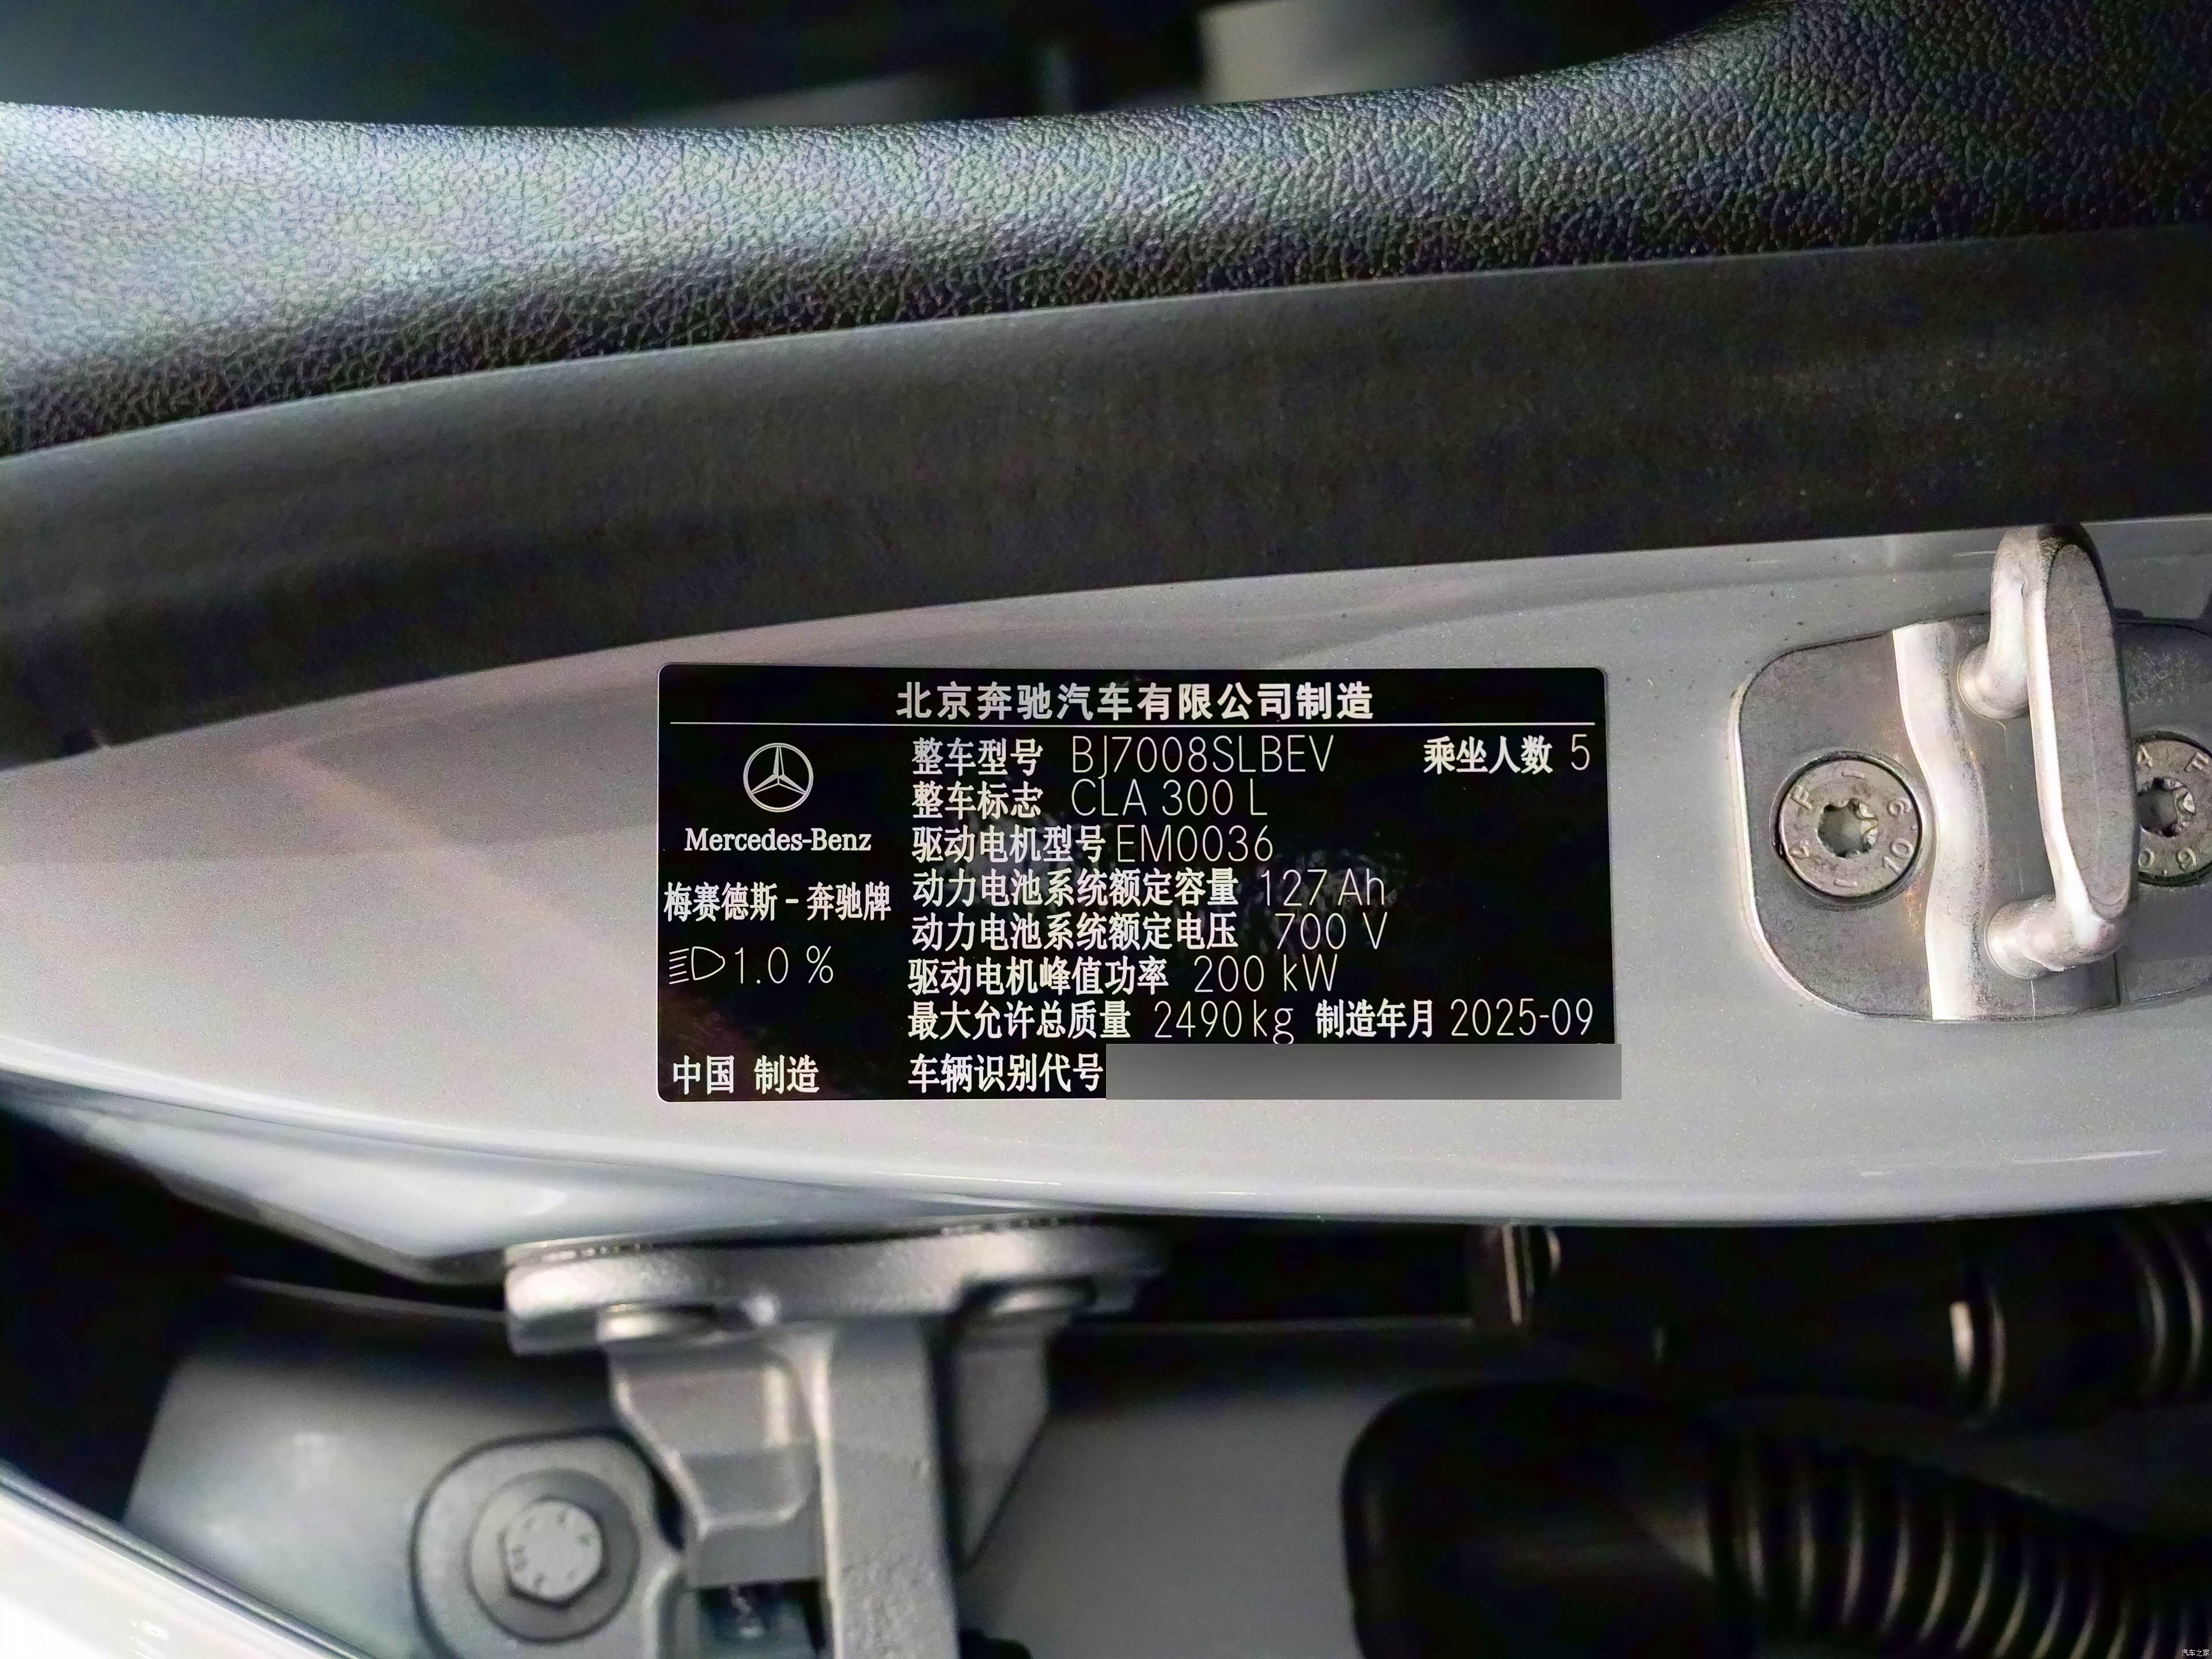 北京奔驰汽车有限公司制造
整车型号 BJ7008SLBEV 乘坐人数 5
整车标志 CLA 300 L
驱动电机型号 EM0036
Mercedes-Benz
动力电池系统额定容量 127 Ah
梅赛德斯-奔驰牌
动力电池系统额定电压 700 V
1.0 %
驱动电机峰值功率 200 kW
最大允许总质量 2490 kg 制造年月 2025-09
中国 制造
车辆识别代号
汽车之家